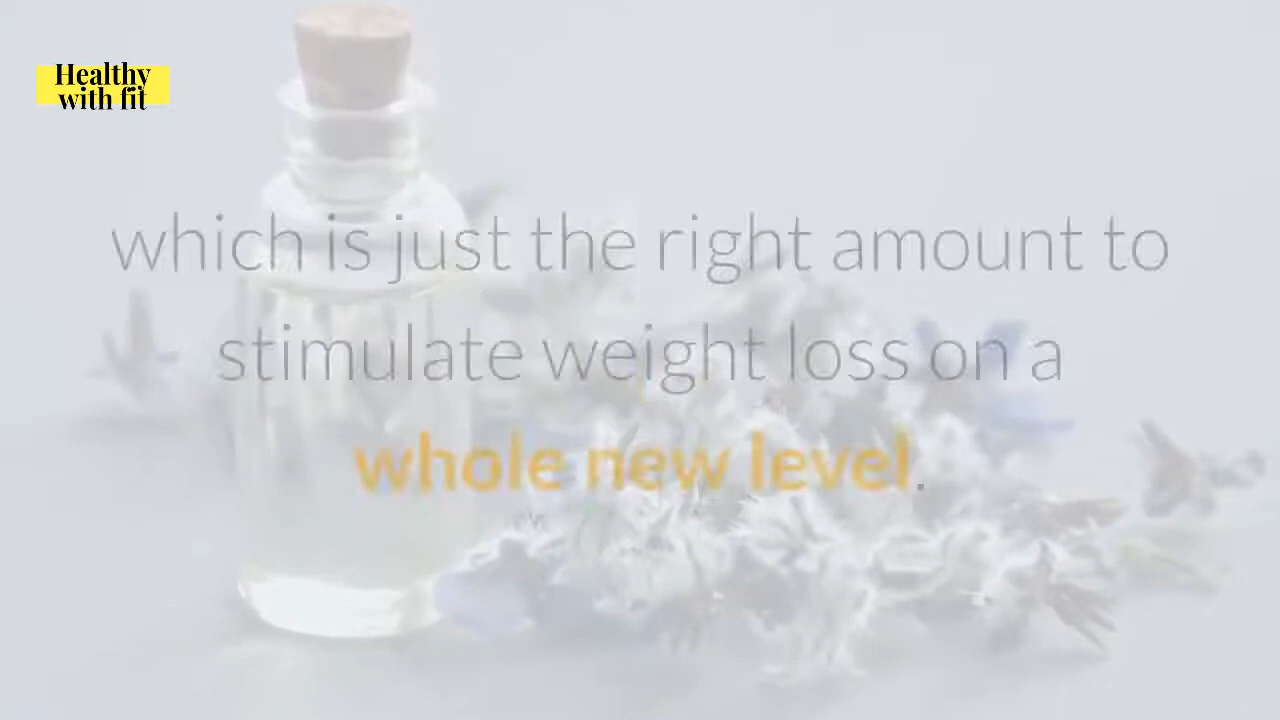 Healthy
with fit
which is just the right amount to
stimulate weight loss on a
whole new level.